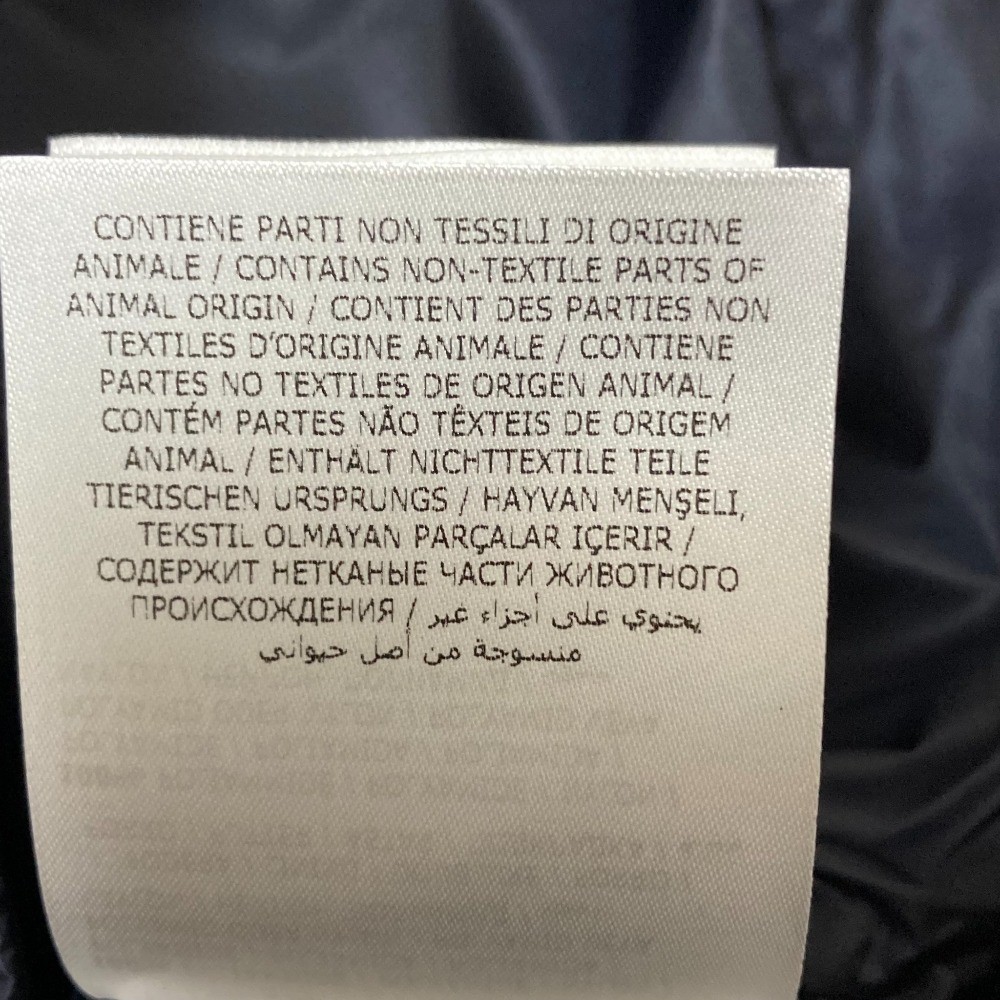 CONTIENE PARTI NON TESSILI DI ORIGINE
ANIMALE / CONTAINS NON-TEXTILE PARTS OF
ANIMAL ORIGIN / CONTIENT DES PARTIES NON
TEXTILES D'ORIGINE ANIMALE / CONTIENE
PARTES NO TEXTILES DE ORIGEN ANIMAL /
CONTÉM PARTES NÃO TÊXTEIS DE ORIGEM
ANIMAL / ENTHÄLT NICHTTEXTILE TEILE
TIERISCHEN URSPRUNGS / HAYVAN MENŞELİ,
TEKSTIL OLMAYAN PARÇALAR IÇERIR /
СОДЕРЖИТ НЕТКАНЫЕ ЧАСТИ ЖИВОТНОГО
ПРОИСХОЖДЕНИЯ / يحتوي على أجزاء غير
منسوجة من أصل حيواني